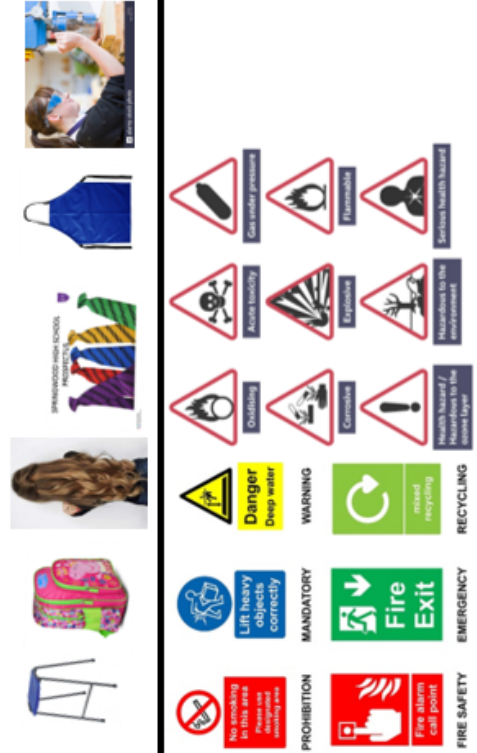 SPRINGWOOD HIGH SCHOOL
PROSPECTUS
alamy stock photo
No smoking
in this area
Please use
designated
smoking area
PROHIBITION
Lift heavy
objects
correctly
MANDATORY
Danger
Deep water
WARNING
Fire alarm
call point
FIRE SAFETY
Fire
Exit
EMERGENCY
mixed
recycling
RECYCLING
Oxidising
Acute toxicity
Gas under pressure
Corrosive
Explosive
Flammable
Health hazard /
Hazardous to the
ozone layer
Hazardous to the
environment
Serious health hazard